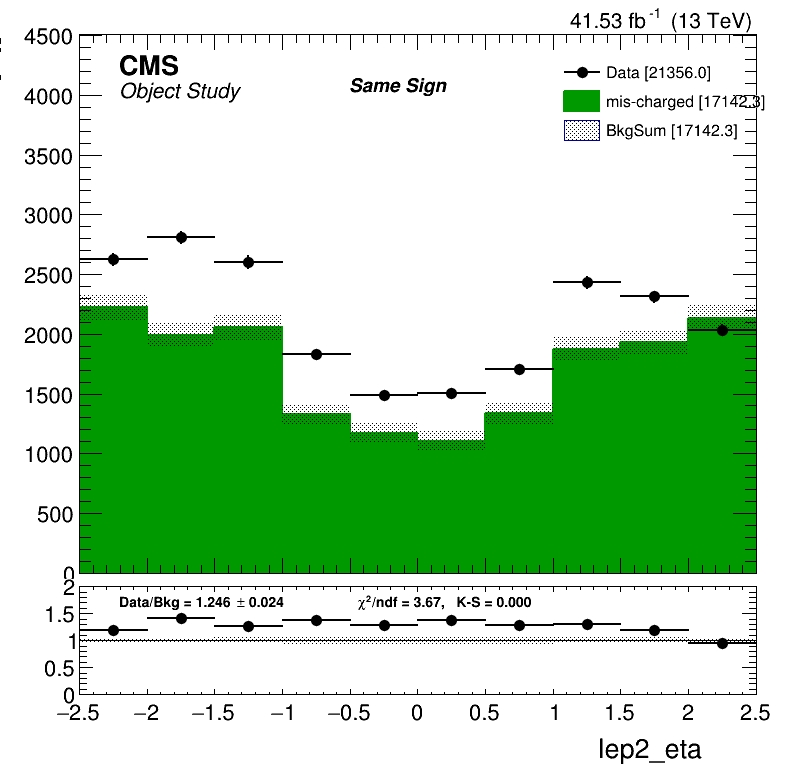 41.53 fb⁻¹ (13 TeV)
CMS
Object Study
Same Sign
Data [21356.0]
mis-charged [17142.3]
BkgSum [17142.3]
4500
4000
3500
3000
2500
2000
1500
1000
500
0
Data/Bkg = 1.246 ± 0.024
χ²/ndf = 3.67, K-S = 0.000
2
1.5
1
0.5
0
−2.5 −2 −1.5 −1 −0.5 0 0.5 1 1.5 2 2.5
lep2_eta